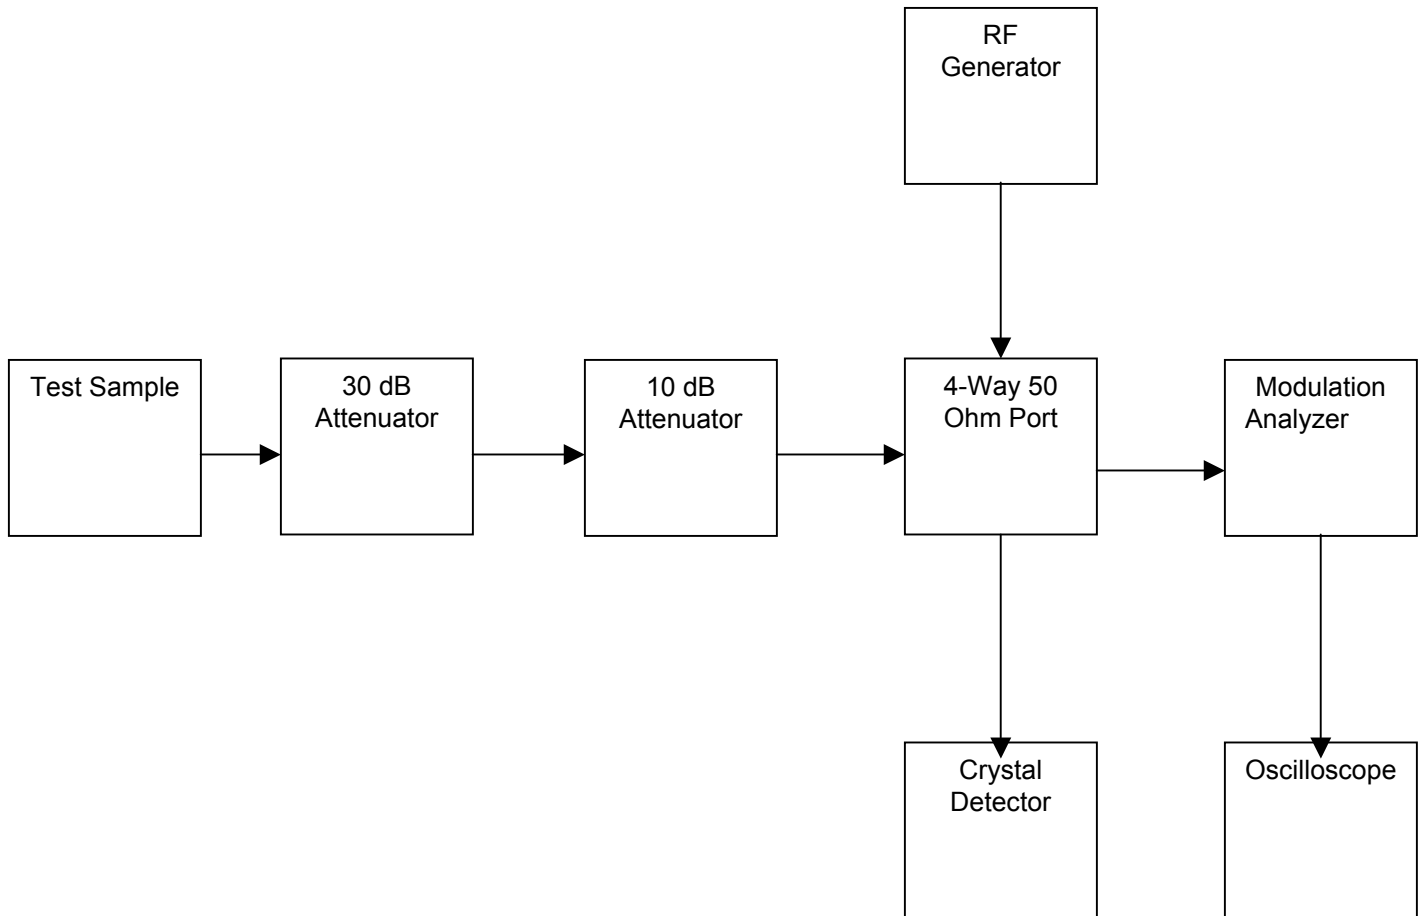 RF
Generator
Test Sample
30 dB
Attenuator
10 dB
Attenuator
4-Way 50
Ohm Port
Modulation
Analyzer
Crystal
Detector
Oscilloscope